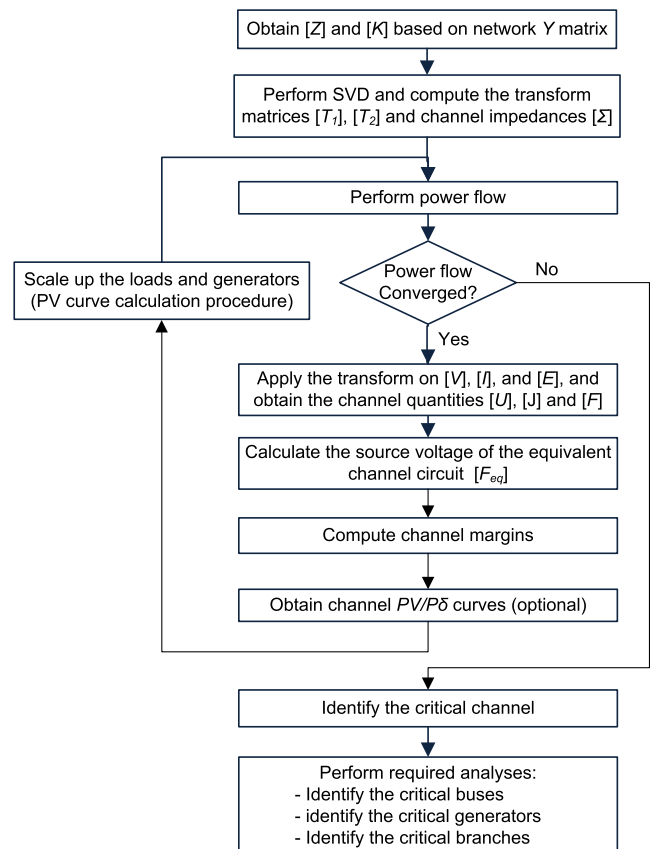 Obtain [Z] and [K] based on network Y matrix
Perform SVD and compute the transform
matrices [T1], [T2] and channel impedances [Σ]
Perform power flow
Scale up the loads and generators
(PV curve calculation procedure)
Power flow
Converged?
No
Yes
Apply the transform on [V], [I], and [E], and
obtain the channel quantities [U], [J] and [F]
Calculate the source voltage of the equivalent
channel circuit [Feq]
Compute channel margins
Obtain channel PV/Pδ curves (optional)
Identify the critical channel
Perform required analyses:
- Identify the critical buses
- identify the critical generators
- Identify the critical branches